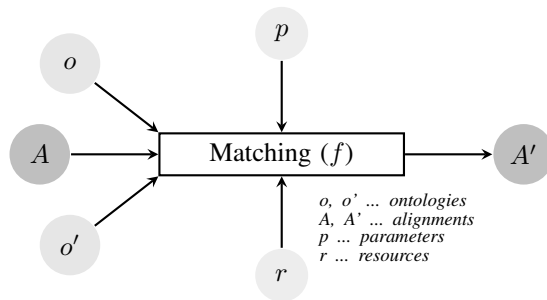 p
o
A
Matching (f)
A′
o′
r
o, o' ... ontologies
A, A' ... alignments
p ... parameters
r ... resources